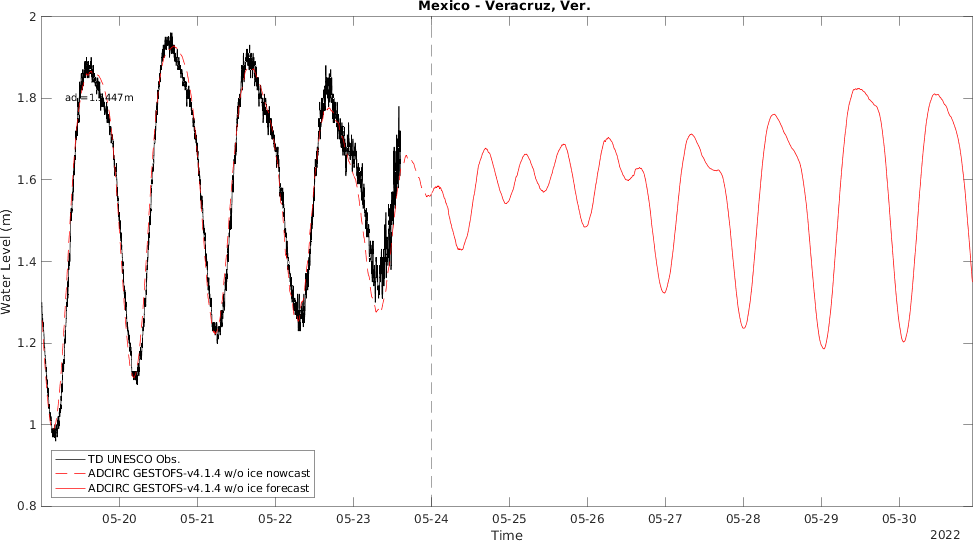 Mexico - Veracruz, Ver.
2
1.8
1.6
1.4
1.2
1
0.8
Water Level (m)
TD UNESCO Obs.
ADCIRC GESTOFS-v4.1.4 w/o ice nowcast
ADCIRC GESTOFS-v4.1.4 w/o ice forecast
05-20 05-21 05-22 05-23 05-24 05-25 05-26 05-27 05-28 05-29 05-30
Time
2022